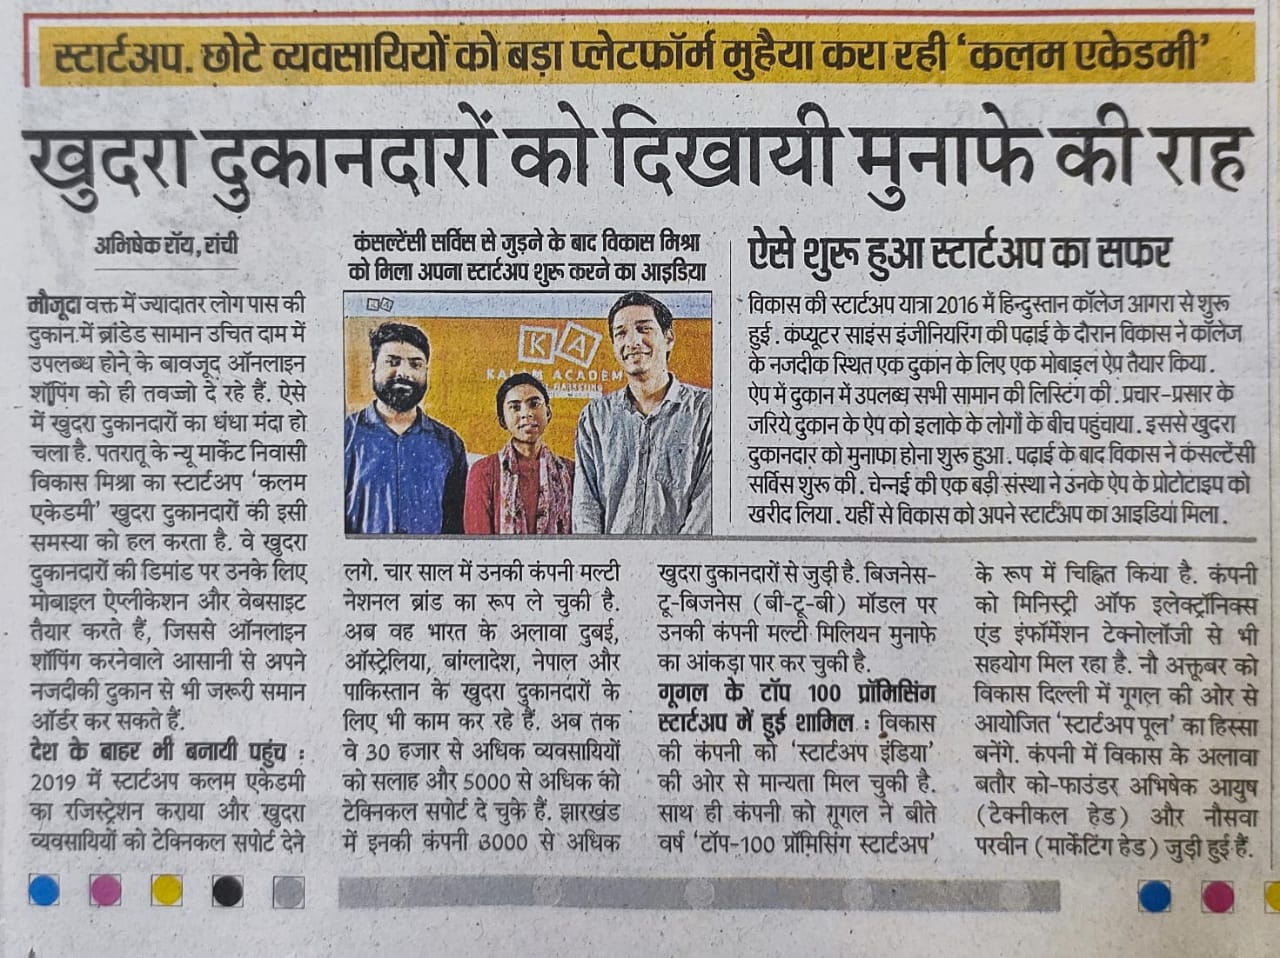 स्टार्टअप. छोटे व्यवसायियों को बड़ा प्लेटफॉर्म मुहैया करा रही ‘कलम एकेडमी’
खुदरा दुकानदारों को दिखायी मुनाफे की राह
अभिषेक रॉय, रांची
मौजूदा वक्त में ज्यादातर लोग पास की
दुकान में ब्रांडेड सामान उचित दाम में
उपलब्ध होने के बावजूद ऑनलाइन
शॉपिंग को ही तवज्जो दे रहे हैं. ऐसे
में खुदरा दुकानदारों का धंधा मंदा हो
चला है. पतरातू के न्यू मार्केट निवासी
विकास मिश्रा का स्टार्टअप ‘कलम
एकेडमी’ खुदरा दुकानदारों की इसी
समस्या को हल करता है. वे खुदरा
दुकानदारों की डिमांड पर उनके लिए
मोबाइल ऐप्लीकेशन और वेबसाइट
तैयार करते हैं, जिससे ऑनलाइन
शॉपिंग करनेवाले आसानी से अपने
नजदीकी दुकान से भी जरूरी समान
ऑर्डर कर सकते हैं.
देश के बाहर भी बनायी पहुंच :
2019 में स्टार्टअप कलम एकेडमी
का रजिस्ट्रेशन कराया और खुदरा
व्यवसायियों को टेक्निकल सपोर्ट देने
कंसल्टेंसी सर्विस से जुड़ने के बाद विकास मिश्रा
को मिला अपना स्टार्टअप शुरू करने का आइडिया
KA
K A
KALAM ACADEM
MARKETING
लगे. चार साल में उनकी कंपनी मल्टी
नेशनल ब्रांड का रूप ले चुकी है.
अब वह भारत के अलावा दुबई,
ऑस्ट्रेलिया, बांग्लादेश, नेपाल और
पाकिस्तान के खुदरा दुकानदारों के
लिए भी काम कर रहे हैं. अब तक
वे 30 हजार से अधिक व्यवसायियों
को सलाह और 5000 से अधिक को
टेक्निकल सपोर्ट दे चुके हैं. झारखंड
में इनकी कंपनी 3000 से अधिक
ऐसे शुरू हुआ स्टार्टअप का सफर
विकास की स्टार्टअप यात्रा 2016 में हिन्दुस्तान कॉलेज आगरा से शुरू
हुई. कंप्यूटर साइंस इंजीनियरिंग की पढ़ाई के दौरान विकास ने कॉलेज
के नजदीक स्थित एक दुकान के लिए एक मोबाइल ऐप्र तैयार किया.
ऐप में दुकान में उपलब्ध सभी सामान की लिस्टिंग की. प्रचार-प्रसार के
जरिये दुकान के ऐप को इलाके के लोगों के बीच पहुंचाया. इससे खुदरा
दुकानदार को मुनाफा होना शुरू हुआ. पढ़ाई के बाद विकास ने कंसल्टेंसी
सर्विस शुरू की. चेन्नई की एक बड़ी संस्था ने उनके ऐप के प्रोटोटाइप को
खरीद लिया. यहीं से विकास को अपने स्टार्टअप का आइडिया मिला.
खुदरा दुकानदारों से जुड़ी है. बिजनेस-
टू-बिजनेस (बी-टू-बी) मॉडल पर
उनकी कंपनी मल्टी मिलियन मुनाफे
का आंकड़ा पार कर चुकी है.
गूगल के टॉप 100 प्रॉमिसिंग
स्टार्टअप में हुई शामिल : विकास
की कंपनी को ‘स्टार्टअप इंडिया’
की ओर से मान्यता मिल चुकी है.
साथ ही कंपनी को गूगल ने बीते
वर्ष ‘टॉप-100 प्रॉमिसिंग स्टार्टअप’
के रूप में चिह्नित किया है. कंपनी
को मिनिस्ट्री ऑफ इलेक्ट्रॉनिक्स
एंड इंफॉर्मेशन टेक्नोलॉजी से भी
सहयोग मिल रहा है. नौ अक्तूबर को
विकास दिल्ली में गूगल की ओर से
आयोजित ‘स्टार्टअप पूल’ का हिस्सा
बनेंगे. कंपनी में विकास के अलावा
बतौर को-फाउंडर अभिषेक आयुष
(टेक्नीकल हेड) और नौसवा
परवीन (मार्केटिंग हेड) जुड़ी हुई हैं.